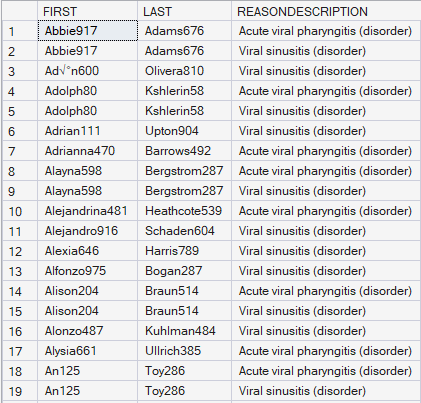 FIRST LAST REASONDESCRIPTION
1 Abbie917 Adams676 Acute viral pharyngitis (disorder)
2 Abbie917 Adams676 Viral sinusitis (disorder)
3 Ad√°n600 Olivera810 Viral sinusitis (disorder)
4 Adolph80 Kshlerin58 Acute viral pharyngitis (disorder)
5 Adolph80 Kshlerin58 Viral sinusitis (disorder)
6 Adrian111 Upton904 Viral sinusitis (disorder)
7 Adrianna470 Barrows492 Acute viral pharyngitis (disorder)
8 Alayna598 Bergstrom287 Acute viral pharyngitis (disorder)
9 Alayna598 Bergstrom287 Viral sinusitis (disorder)
10 Alejandrina481 Heathcote539 Acute viral pharyngitis (disorder)
11 Alejandro916 Schaden604 Viral sinusitis (disorder)
12 Alexia646 Harris789 Viral sinusitis (disorder)
13 Alfonzo975 Bogan287 Viral sinusitis (disorder)
14 Alison204 Braun514 Acute viral pharyngitis (disorder)
15 Alison204 Braun514 Viral sinusitis (disorder)
16 Alonzo487 Kuhlman484 Viral sinusitis (disorder)
17 Alysia661 Ullrich385 Acute viral pharyngitis (disorder)
18 An125 Toy286 Acute viral pharyngitis (disorder)
19 An125 Toy286 Viral sinusitis (disorder)